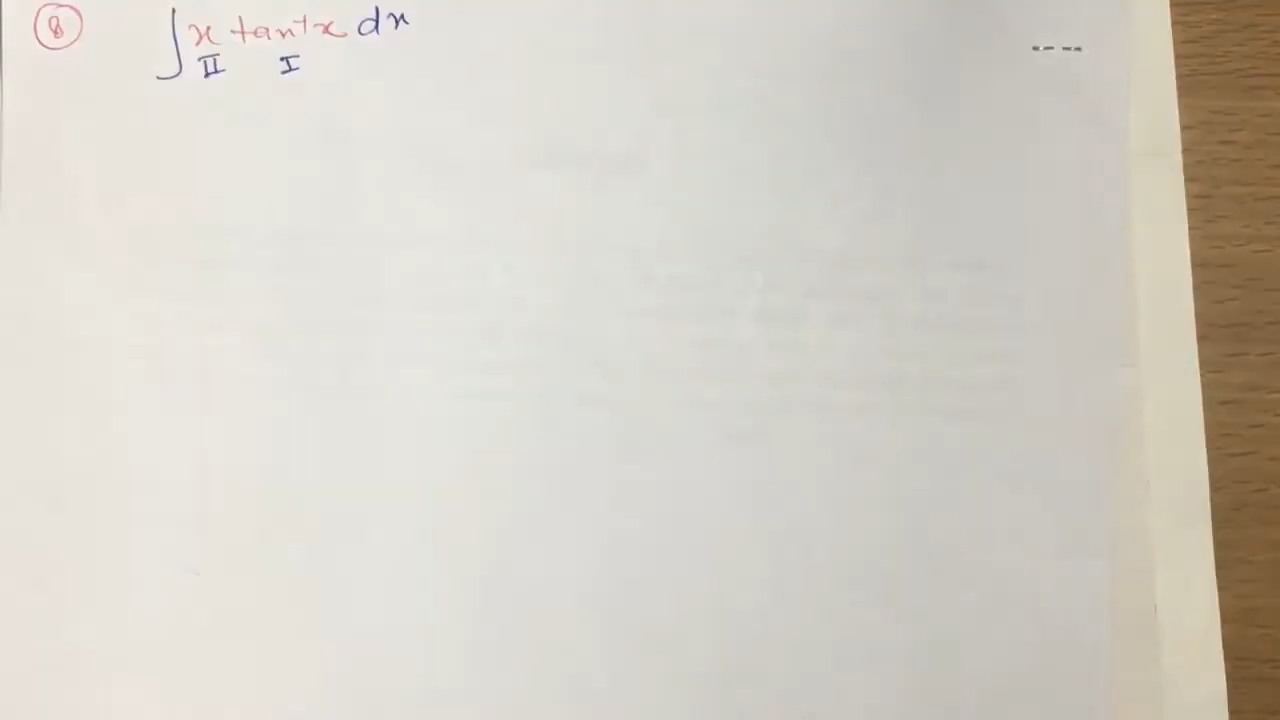 ⑧ ∫ x tan⁻¹x dx
II I